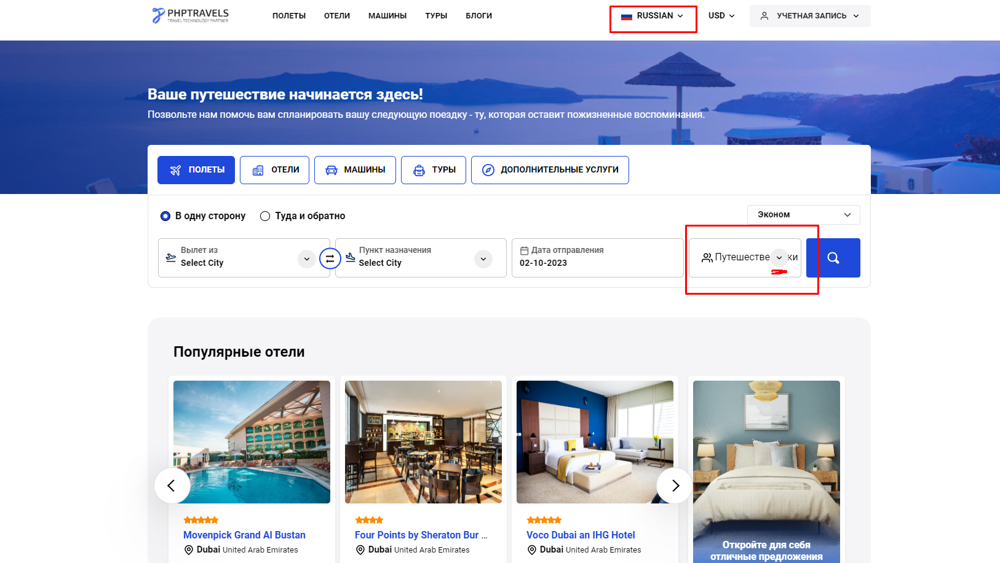 PHPTRAVELS
TRAVEL TECHNOLOGY PARTNER
ПОЛЕТЫ ОТЕЛИ МАШИНЫ ТУРЫ БЛОГИ
RUSSIAN USD УЧЕТНАЯ ЗАПИСЬ
Ваше путешествие начинается здесь!
Позвольте нам помочь вам спланировать вашу следующую поездку - ту, которая оставит пожизненные воспоминания.
ПОЛЕТЫ ОТЕЛИ МАШИНЫ ТУРЫ ДОПОЛНИТЕЛЬНЫЕ УСЛУГИ
В одну сторону Туда и обратно Эконом
Вылет из
Select City
Пункт назначения
Select City
Дата отправления
02-10-2023
Путешестве ки
Популярные отели
Movenpick Grand Al Bustan
Dubai United Arab Emirates
Four Points by Sheraton Bur ...
Dubai United Arab Emirates
Voco Dubai an IHG Hotel
Dubai United Arab Emirates
Откройте для себя
отличные предложения